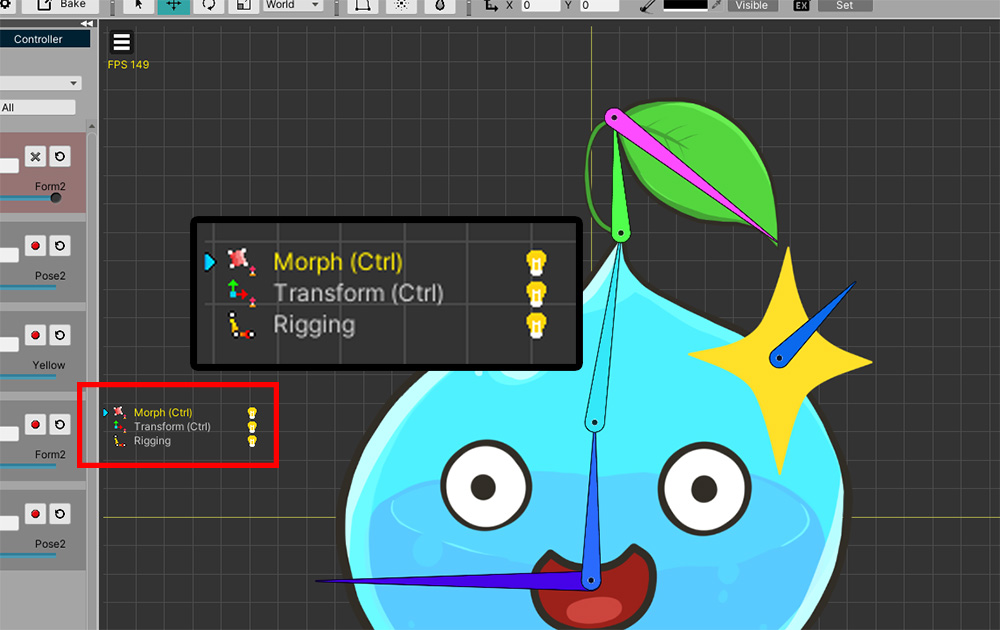 Bake
World
X 0 Y 0
Visible
EX
Set
Controller
FPS 149
All
Form2
Pose2
Yellow
Form2
Pose2
Morph (Ctrl)
Transform (Ctrl)
Rigging
Morph (Ctrl)
Transform (Ctrl)
Rigging